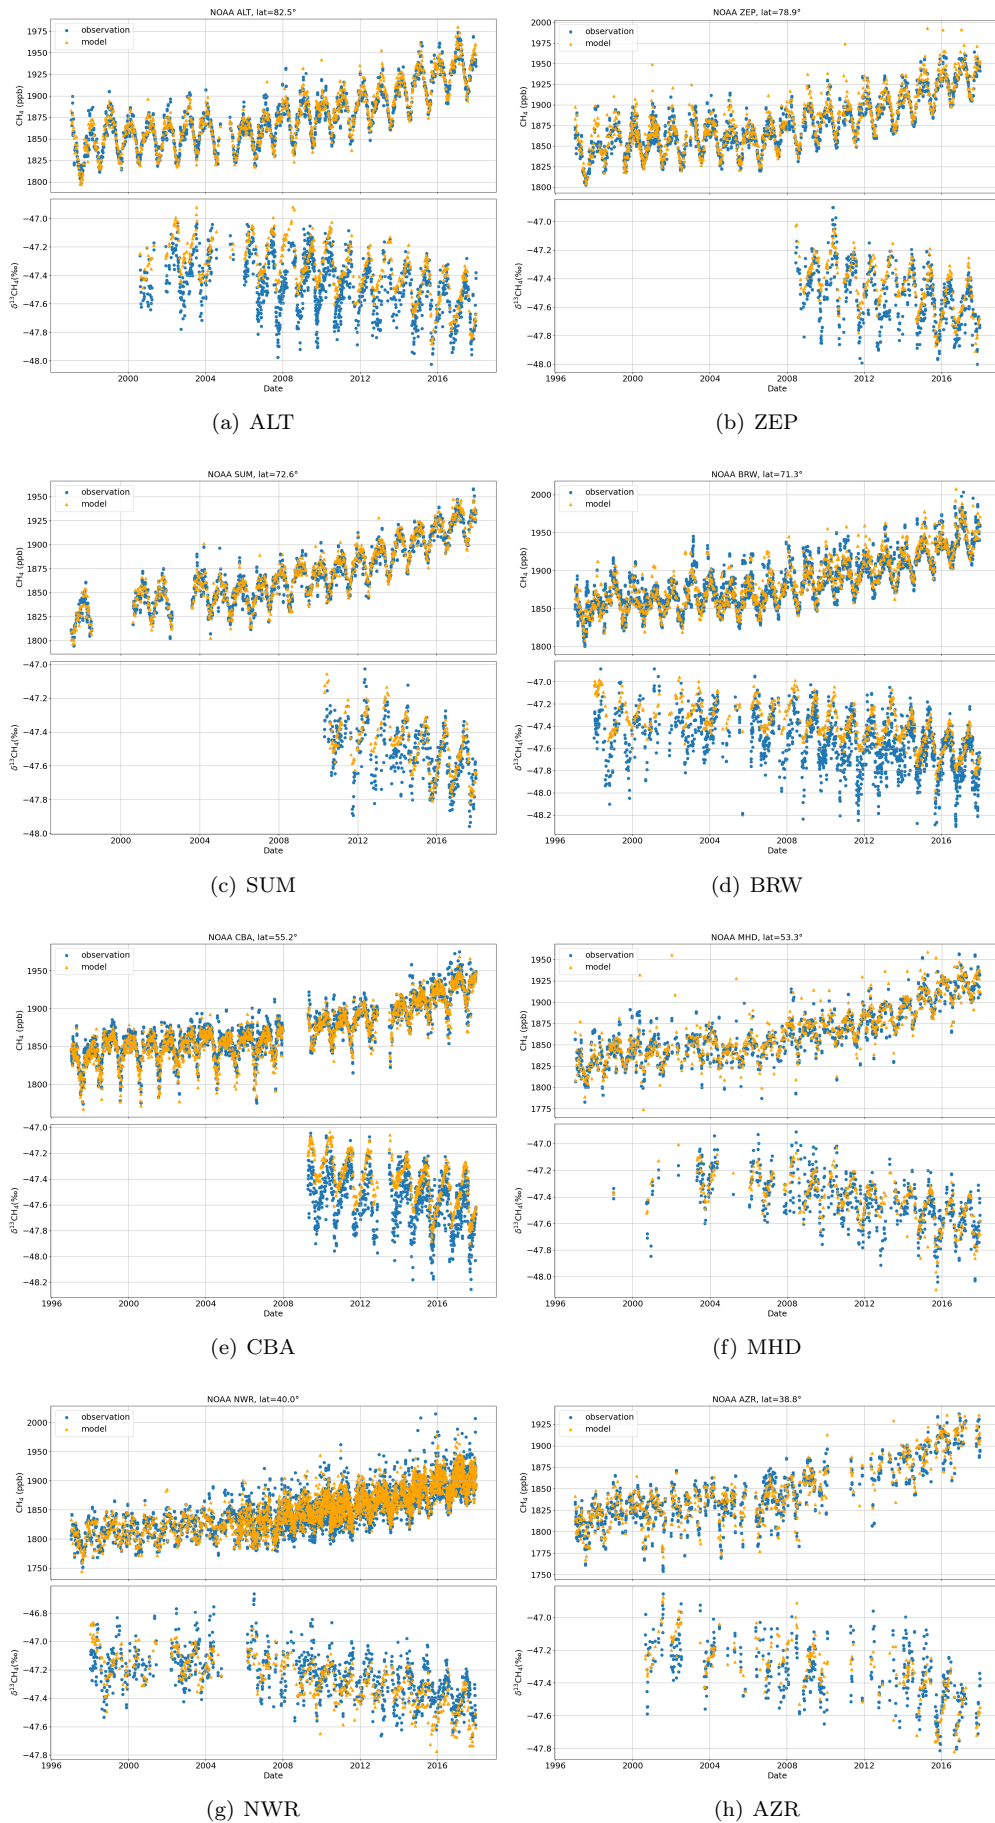 NOAA ALT, lat=82.5°
observation
model
CH₄ (ppb)
1975
1950
1925
1900
1875
1850
1825
1800
δ¹³CH₄(‰)
−47.0
−47.2
−47.4
−47.6
−47.8
−48.0
2000 2004 2008 2012 2016
Date
(a) ALT
NOAA ZEP, lat=78.9°
observation
model
CH₄ (ppb)
2000
1975
1950
1925
1900
1875
1850
1825
1800
δ¹³CH₄(‰)
−47.0
−47.2
−47.4
−47.6
−47.8
−48.0
1996 2000 2004 2008 2012 2016
Date
(b) ZEP
NOAA SUM, lat=72.6°
observation
model
CH₄ (ppb)
1950
1925
1900
1875
1850
1825
1800
δ¹³CH₄(‰)
−47.0
−47.2
−47.4
−47.6
−47.8
−48.0
2000 2004 2008 2012 2016
Date
(c) SUM
NOAA BRW, lat=71.3°
observation
model
CH₄ (ppb)
2000
1950
1900
1850
1800
δ¹³CH₄(‰)
−47.0
−47.2
−47.4
−47.6
−47.8
−48.0
−48.2
1996 2000 2004 2008 2012 2016
Date
(d) BRW
NOAA CBA, lat=55.2°
observation
model
CH₄ (ppb)
1950
1900
1850
1800
δ¹³CH₄(‰)
−47.0
−47.2
−47.4
−47.6
−47.8
−48.0
−48.2
1996 2000 2004 2008 2012 2016
Date
(e) CBA
NOAA MHD, lat=53.3°
observation
model
CH₄ (ppb)
1950
1925
1900
1875
1850
1825
1800
1775
δ¹³CH₄(‰)
−47.0
−47.2
−47.4
−47.6
−47.8
−48.0
1996 2000 2004 2008 2012 2016
Date
(f) MHD
NOAA NWR, lat=40.0°
observation
model
CH₄ (ppb)
2000
1950
1900
1850
1800
1750
δ¹³CH₄(‰)
−46.8
−47.0
−47.2
−47.4
−47.6
−47.8
1996 2000 2004 2008 2012 2016
Date
(g) NWR
NOAA AZR, lat=38.8°
observation
model
CH₄ (ppb)
1925
1900
1875
1850
1825
1800
1775
1750
δ¹³CH₄(‰)
−47.0
−47.2
−47.4
−47.6
−47.8
1996 2000 2004 2008 2012 2016
Date
(h) AZR